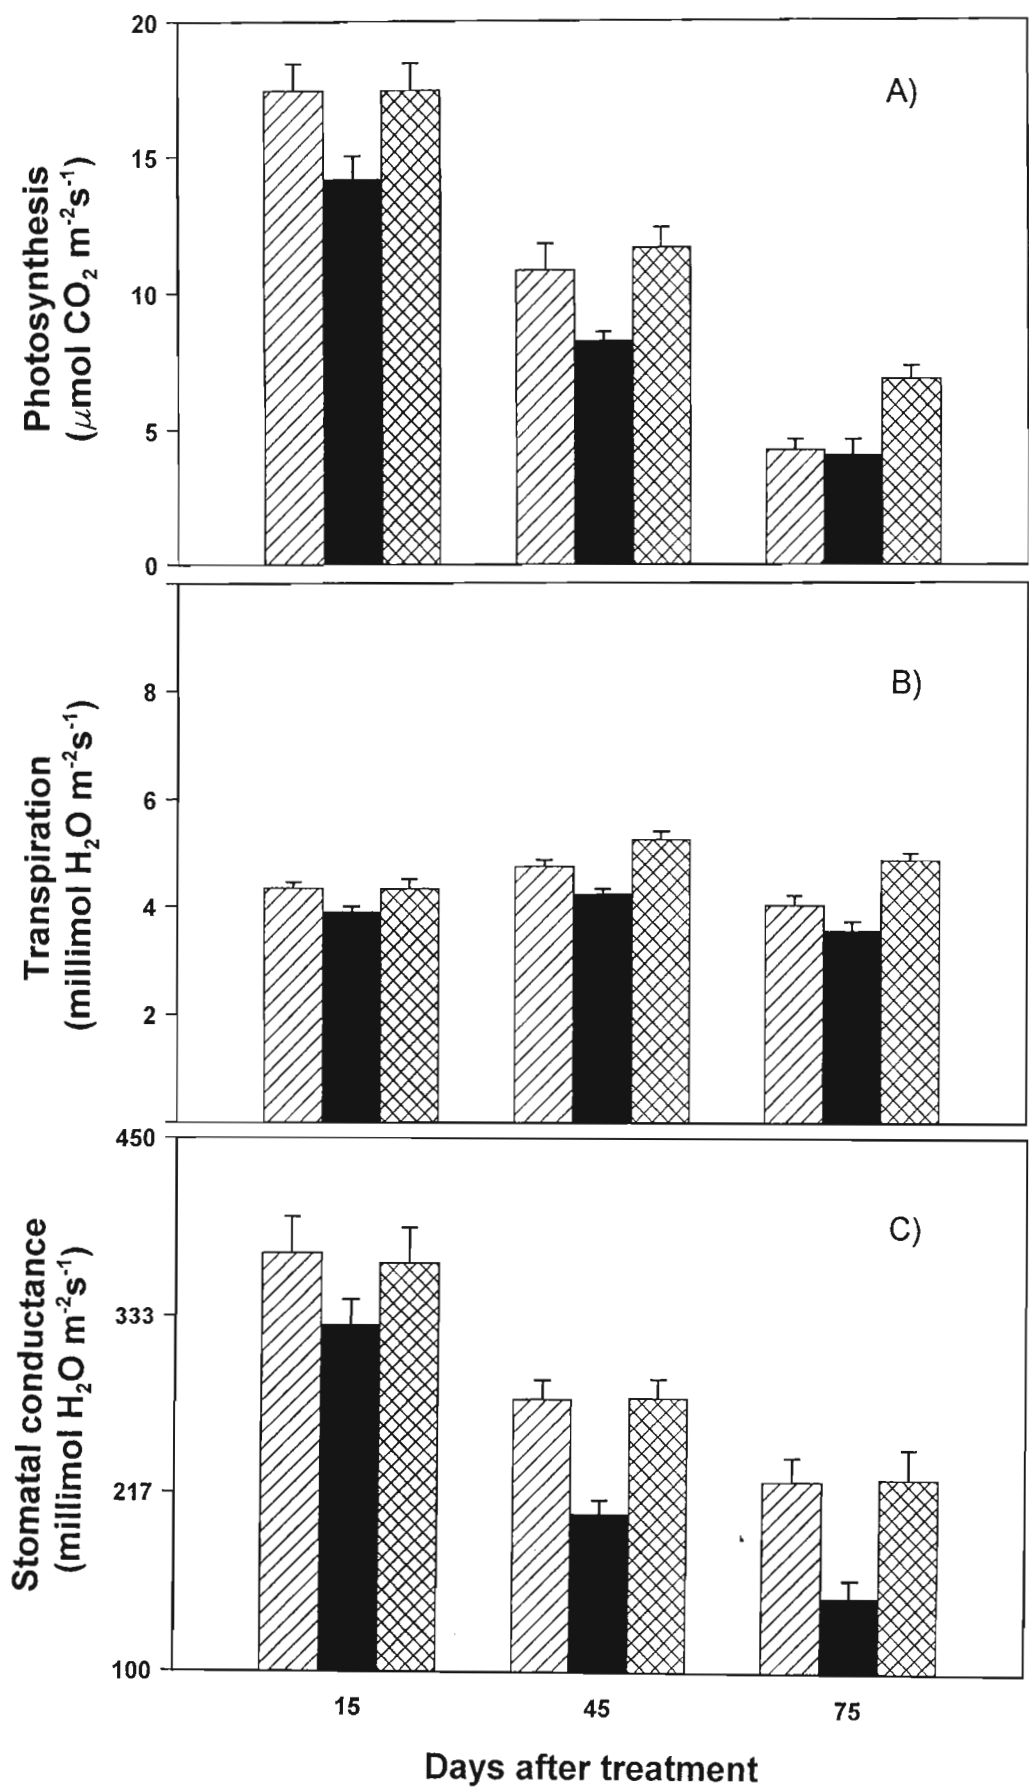 20
15
10
5
0
Photosynthesis
(μmol CO₂ m⁻²s⁻¹)
A)
8
6
4
2
Transpiration
(millimol H₂O m⁻²s⁻¹)
B)
450
333
217
100
Stomatal conductance
(millimol H₂O m⁻²s⁻¹)
C)
15 45 75
Days after treatment